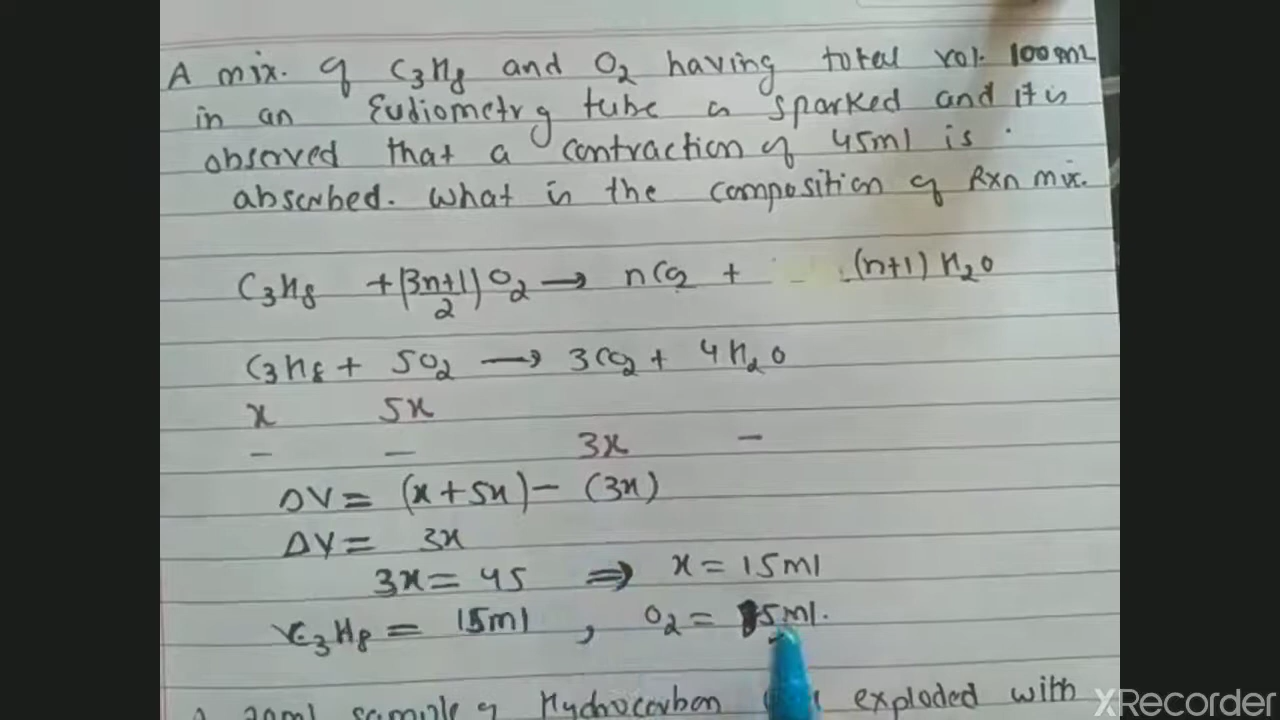 A mix. of C3H8 and O2 having total vol. 100mL
in an Eudiometry tube is sparked and it is
observed that a contraction of 45ml is
absorbed. What is the composition of Rxn mix.
C3H8 + (3n+1/2) O2 → nCO2 + (n+1) H2O
C3H8 + 5O2 → 3CO2 + 4H2O
x 5x
- - 3x -
ΔV = (x + 5x) - (3x)
ΔV = 3x
3x = 45 ⇒ x = 15ml
C3H8 = 15ml , O2 = 5ml.
20ml sample of Hydrocarbon exploded with
XRecorder